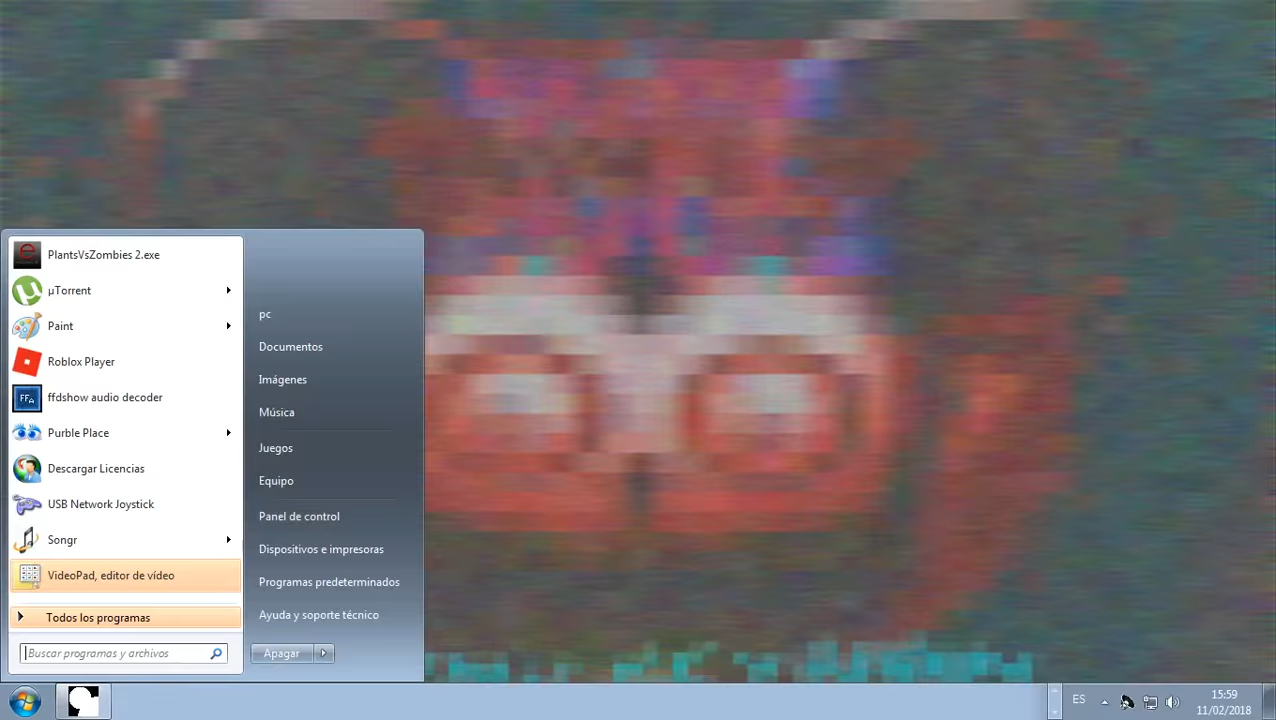 PlantsVsZombies 2.exe
µTorrent
Paint
Roblox Player
ffdshow audio decoder
Purble Place
Descargar Licencias
USB Network Joystick
Songr
VideoPad, editor de vídeo
Todos los programas
Buscar programas y archivos
pc
Documentos
Imágenes
Música
Juegos
Equipo
Panel de control
Dispositivos e impresoras
Programas predeterminados
Ayuda y soporte técnico
Apagar
ES
15:59
11/02/2018